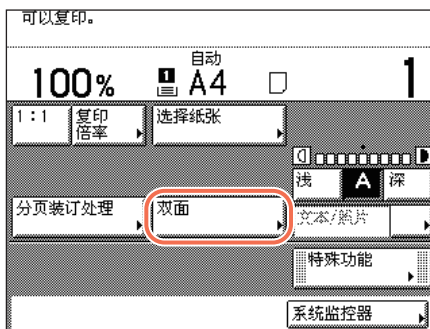 可以复印。
自动
100% 1 A4 1
1:1 复印倍率 选择纸张
浅 A 深
分页装订处理 双面 文本/照片
特殊功能
系统监控器